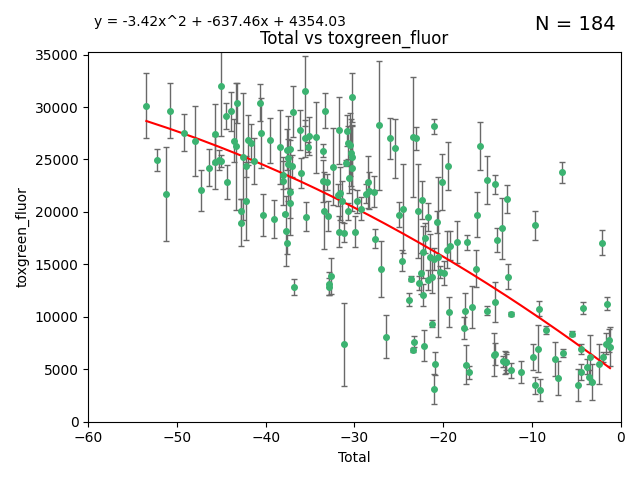 y = -3.42x^2 + -637.46x + 4354.03
N = 184
Total vs toxgreen_fluor
35000
30000
25000
20000
15000
10000
5000
0
toxgreen_fluor
−60 −50 −40 −30 −20 −10 0
Total